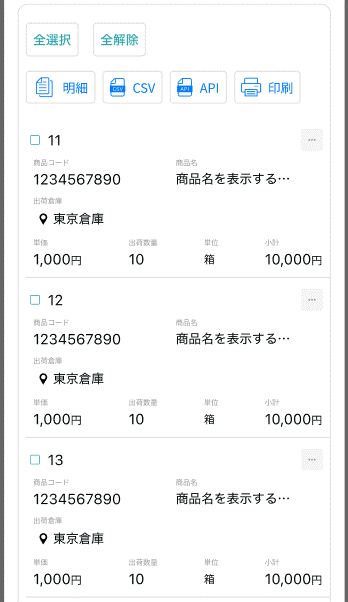 全選択 全解除
明細 CSV CSV API API 印刷
11 ...
商品コード 商品名
1234567890 商品名を表示する…
出荷倉庫
東京倉庫
単価 出荷数量 単位 小計
1,000円 10 箱 10,000円
12 ...
商品コード 商品名
1234567890 商品名を表示する…
出荷倉庫
東京倉庫
単価 出荷数量 単位 小計
1,000円 10 箱 10,000円
13 ...
商品コード 商品名
1234567890 商品名を表示する…
出荷倉庫
東京倉庫
単価 出荷数量 単位 小計
1,000円 10 箱 10,000円